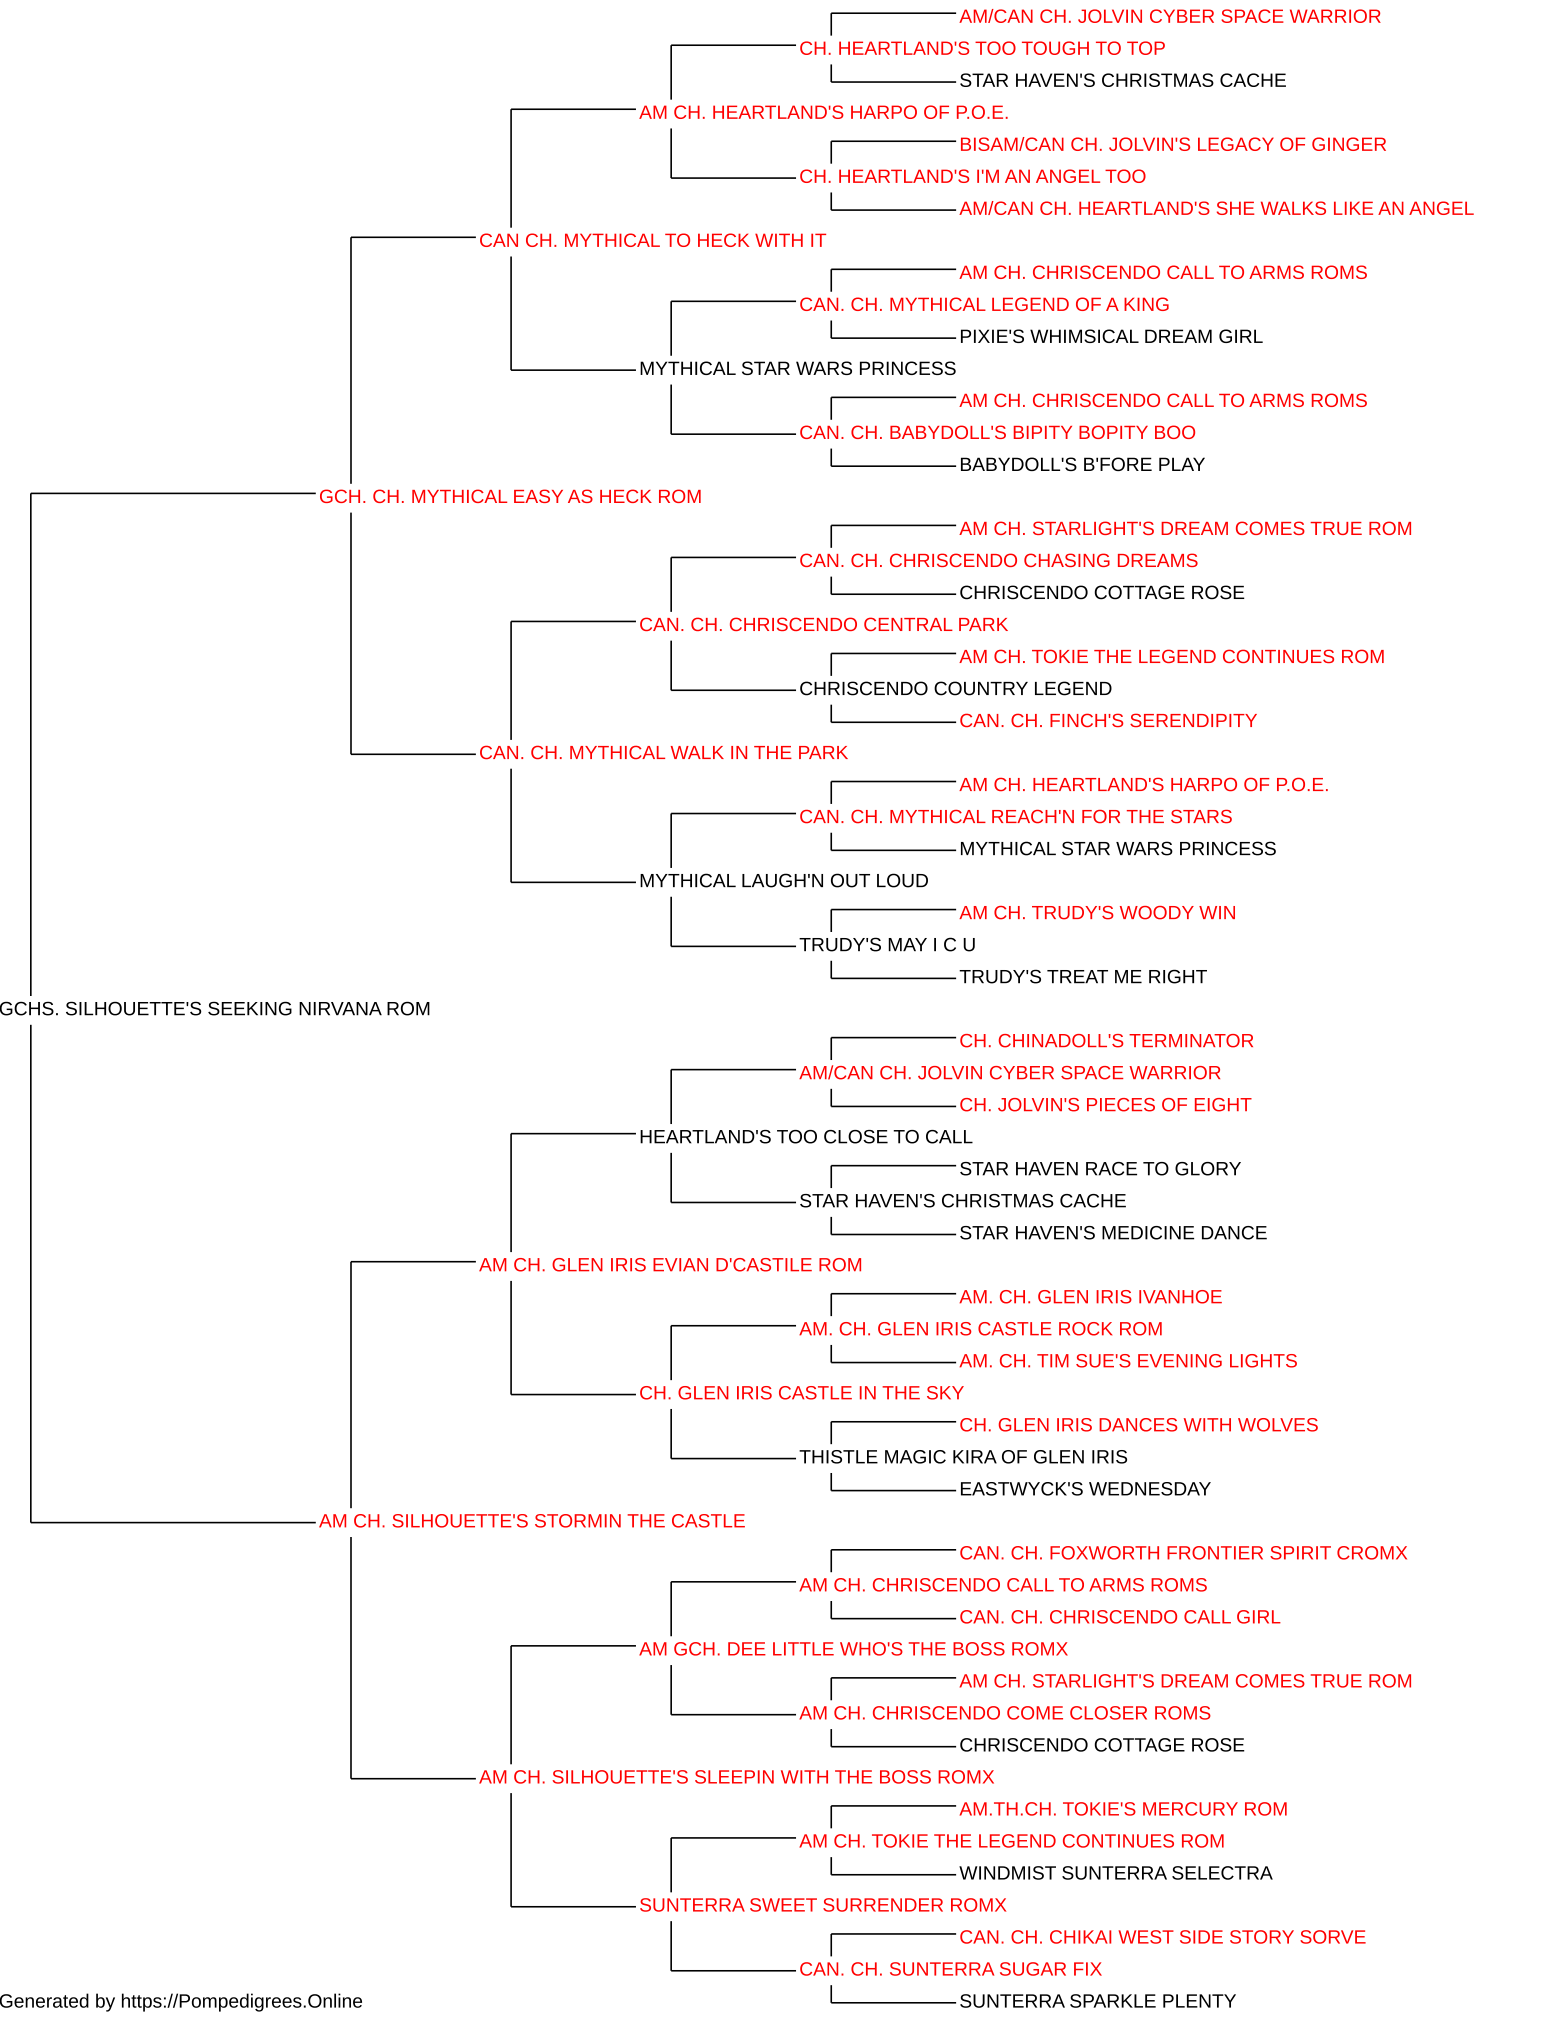 AM/CAN CH. JOLVIN CYBER SPACE WARRIOR
CH. HEARTLAND'S TOO TOUGH TO TOP
STAR HAVEN'S CHRISTMAS CACHE
AM CH. HEARTLAND'S HARPO OF P.O.E.
BISAM/CAN CH. JOLVIN'S LEGACY OF GINGER
CH. HEARTLAND'S I'M AN ANGEL TOO
AM/CAN CH. HEARTLAND'S SHE WALKS LIKE AN ANGEL
CAN CH. MYTHICAL TO HECK WITH IT
AM CH. CHRISCENDO CALL TO ARMS ROMS
CAN. CH. MYTHICAL LEGEND OF A KING
PIXIE'S WHIMSICAL DREAM GIRL
MYTHICAL STAR WARS PRINCESS
AM CH. CHRISCENDO CALL TO ARMS ROMS
CAN. CH. BABYDOLL'S BIPITY BOPITY BOO
BABYDOLL'S B'FORE PLAY
GCH. CH. MYTHICAL EASY AS HECK ROM
AM CH. STARLIGHT'S DREAM COMES TRUE ROM
CAN. CH. CHRISCENDO CHASING DREAMS
CHRISCENDO COTTAGE ROSE
CAN. CH. CHRISCENDO CENTRAL PARK
AM CH. TOKIE THE LEGEND CONTINUES ROM
CHRISCENDO COUNTRY LEGEND
CAN. CH. FINCH'S SERENDIPITY
CAN. CH. MYTHICAL WALK IN THE PARK
AM CH. HEARTLAND'S HARPO OF P.O.E.
CAN. CH. MYTHICAL REACH'N FOR THE STARS
MYTHICAL STAR WARS PRINCESS
MYTHICAL LAUGH'N OUT LOUD
AM CH. TRUDY'S WOODY WIN
TRUDY'S MAY I C U
TRUDY'S TREAT ME RIGHT
GCHS. SILHOUETTE'S SEEKING NIRVANA ROM
CH. CHINADOLL'S TERMINATOR
AM/CAN CH. JOLVIN CYBER SPACE WARRIOR
CH. JOLVIN'S PIECES OF EIGHT
HEARTLAND'S TOO CLOSE TO CALL
STAR HAVEN RACE TO GLORY
STAR HAVEN'S CHRISTMAS CACHE
STAR HAVEN'S MEDICINE DANCE
AM CH. GLEN IRIS EVIAN D'CASTILE ROM
AM. CH. GLEN IRIS IVANHOE
AM. CH. GLEN IRIS CASTLE ROCK ROM
AM. CH. TIM SUE'S EVENING LIGHTS
CH. GLEN IRIS CASTLE IN THE SKY
CH. GLEN IRIS DANCES WITH WOLVES
THISTLE MAGIC KIRA OF GLEN IRIS
EASTWYCK'S WEDNESDAY
AM CH. SILHOUETTE'S STORMIN THE CASTLE
CAN. CH. FOXWORTH FRONTIER SPIRIT CROMX
AM CH. CHRISCENDO CALL TO ARMS ROMS
CAN. CH. CHRISCENDO CALL GIRL
AM GCH. DEE LITTLE WHO'S THE BOSS ROMX
AM CH. STARLIGHT'S DREAM COMES TRUE ROM
AM CH. CHRISCENDO COME CLOSER ROMS
CHRISCENDO COTTAGE ROSE
AM CH. SILHOUETTE'S SLEEPIN WITH THE BOSS ROMX
AM.TH.CH. TOKIE'S MERCURY ROM
AM CH. TOKIE THE LEGEND CONTINUES ROM
WINDMIST SUNTERRA SELECTRA
SUNTERRA SWEET SURRENDER ROMX
CAN. CH. CHIKAI WEST SIDE STORY SORVE
CAN. CH. SUNTERRA SUGAR FIX
SUNTERRA SPARKLE PLENTY
Generated by https://Pompedigrees.Online